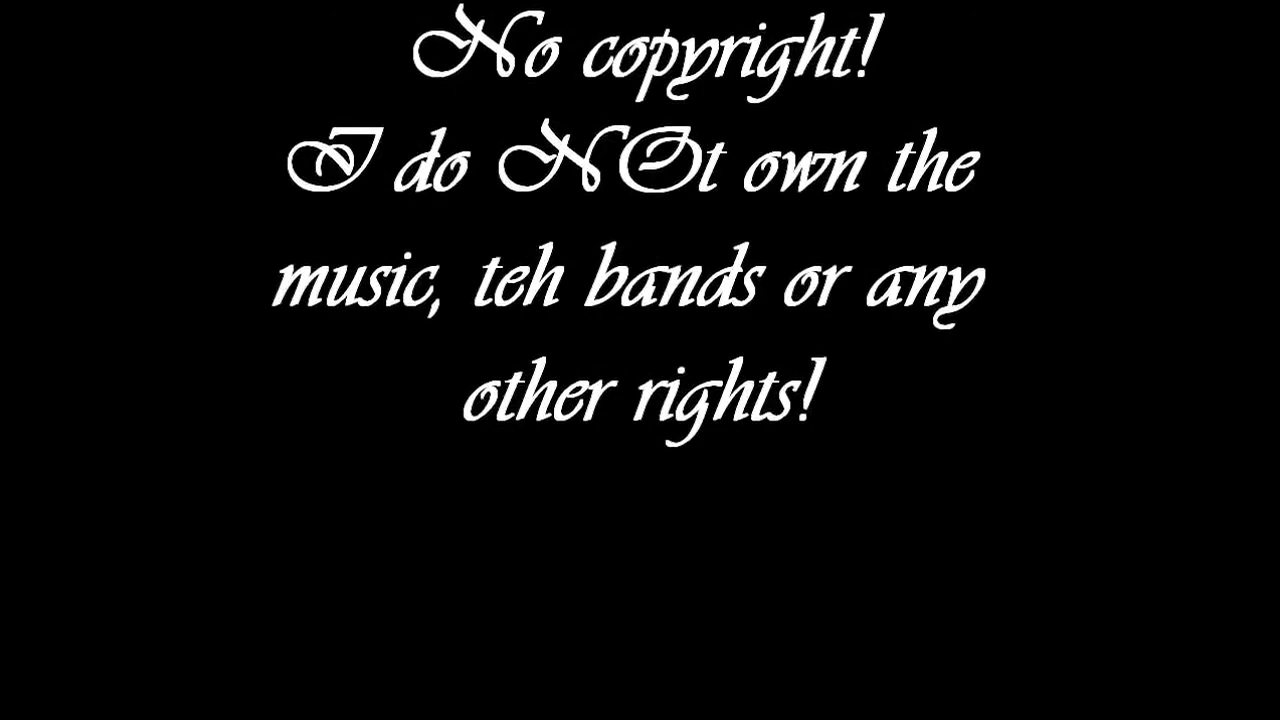 No copyright!
I do NOt own the
music, teh bands or any
other rights!